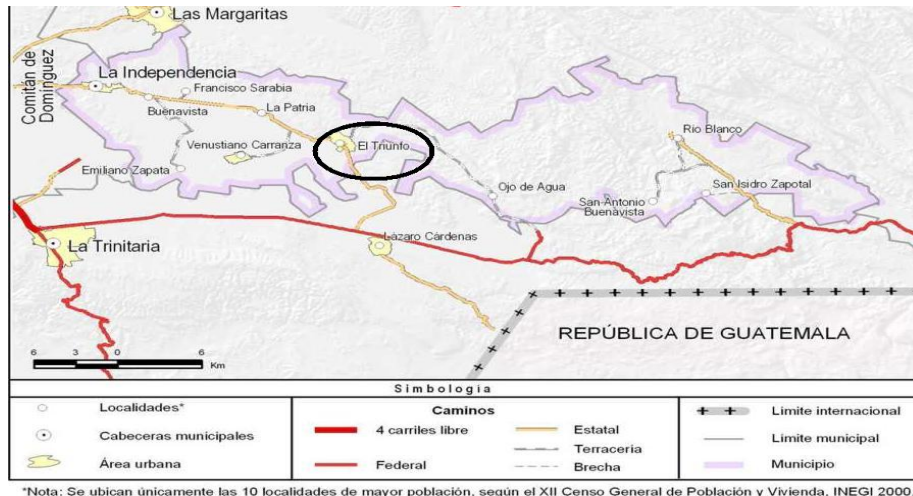 Las Margaritas
Comitán de
Domínguez
La Independencia
Francisco Sarabia
Buenavista
La Patria
Venustiano Carranza
El Triunfo
Emiliano Zapata
Río Blanco
Ojo de Agua
San Antonio
Buenavista
San Isidro Zapotal
La Trinitaria
Lázaro Cárdenas
REPÚBLICA DE GUATEMALA
6 3 0 6
Km
Simbología
Localidades*
Cabeceras municipales
Área urbana
Caminos
4 carriles libre
Federal
Estatal
Terracería
Brecha
Limite internacional
Limite municipal
Municipio
*Nota: Se ubican únicamente las 10 localidades de mayor población, según el XII Censo General de Población y Vivienda, INEGI 2000.